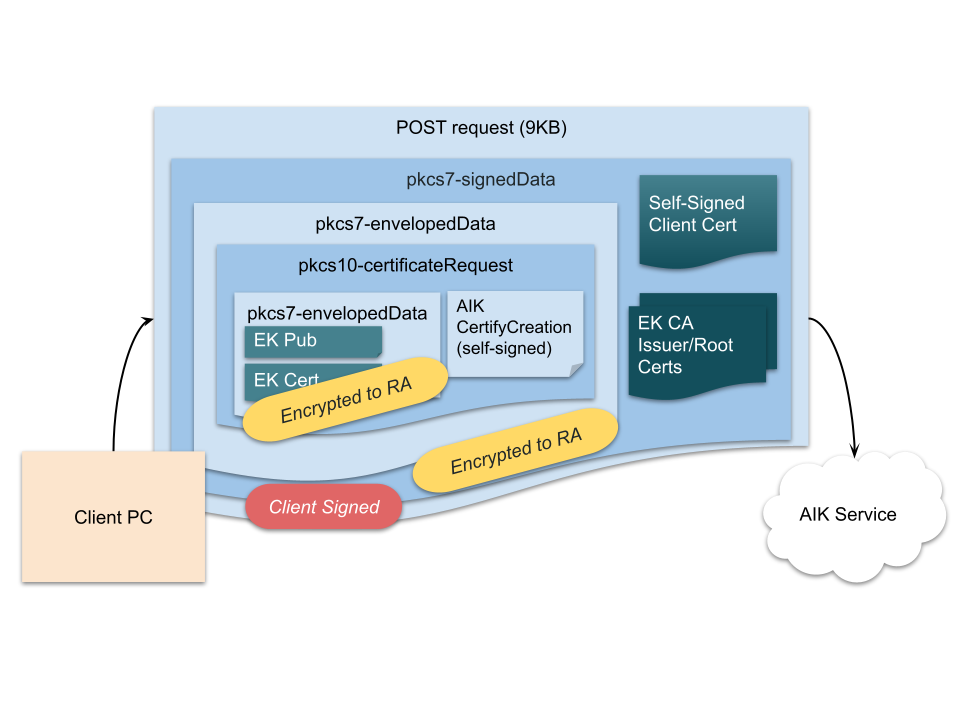 POST request (9KB)
pkcs7-signedData
Self-Signed
Client Cert
pkcs7-envelopedData
pkcs10-certificateRequest
pkcs7-envelopedData
EK Pub
EK Cert
Encrypted to RA
AIK
CertifyCreation
(self-signed)
EK CA
Issuer/Root
Certs
Encrypted to RA
Client Signed
Client PC
AIK Service